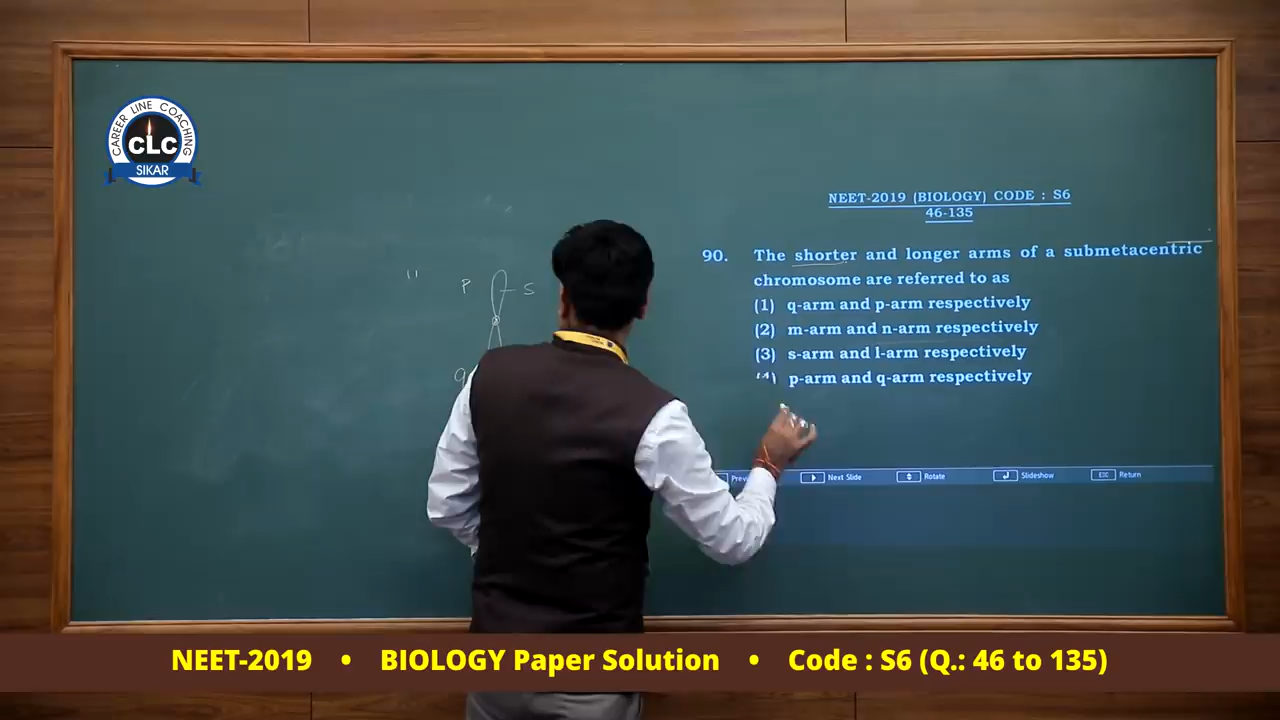 CAREER LINE COACHING
CLC
SIKAR
NEET-2019 (BIOLOGY) CODE : S6
46-135
90. The shorter and longer arms of a submetacentric
chromosome are referred to as
(1) q-arm and p-arm respectively
(2) m-arm and n-arm respectively
(3) s-arm and l-arm respectively
(4) p-arm and q-arm respectively
P S
q
Next Slide Rotate Slideshow ESC Return
NEET-2019 • BIOLOGY Paper Solution • Code : S6 (Q.: 46 to 135)